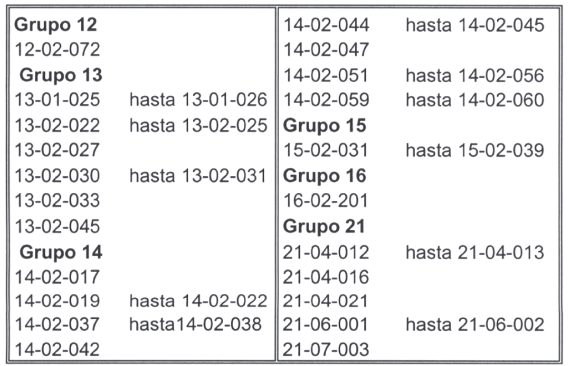 Grupo 12
12-02-072
Grupo 13
13-01-025 hasta 13-01-026
13-02-022 hasta 13-02-025
13-02-027
13-02-030 hasta 13-02-031
13-02-033
13-02-045
Grupo 14
14-02-017
14-02-019 hasta 14-02-022
14-02-037 hasta14-02-038
14-02-042
14-02-044 hasta 14-02-045
14-02-047
14-02-051 hasta 14-02-056
14-02-059 hasta 14-02-060
Grupo 15
15-02-031 hasta 15-02-039
Grupo 16
16-02-201
Grupo 21
21-04-012 hasta 21-04-013
21-04-016
21-04-021
21-06-001 hasta 21-06-002
21-07-003